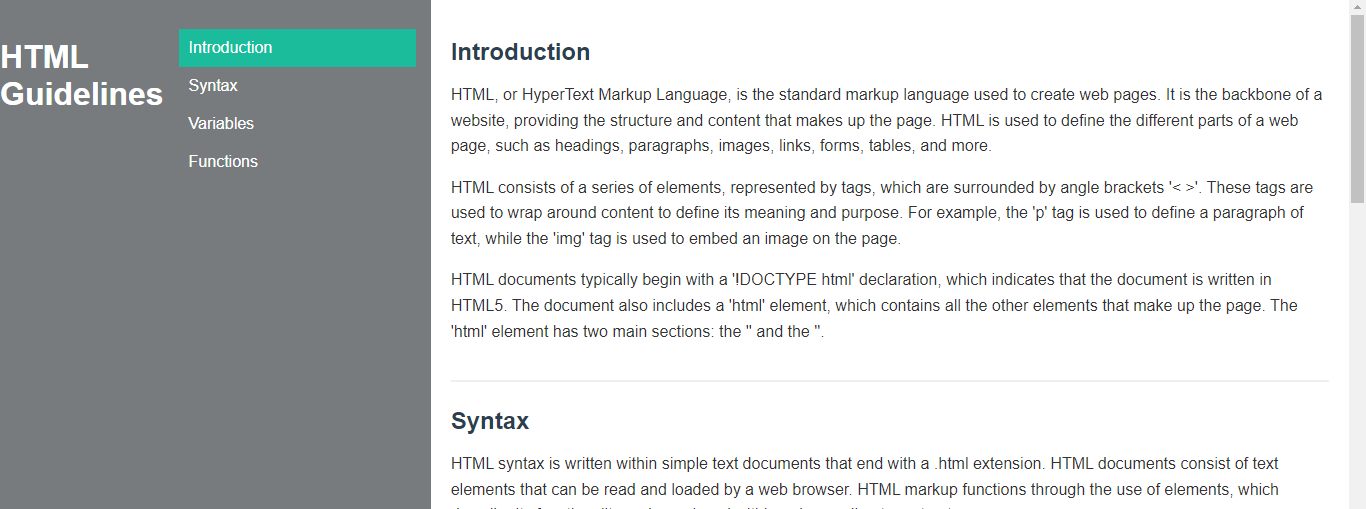 HTML
Guidelines
Introduction
Syntax
Variables
Functions
Introduction
HTML, or HyperText Markup Language, is the standard markup language used to create web pages. It is the backbone of a
website, providing the structure and content that makes up the page. HTML is used to define the different parts of a web
page, such as headings, paragraphs, images, links, forms, tables, and more.
HTML consists of a series of elements, represented by tags, which are surrounded by angle brackets '< >'. These tags are
used to wrap around content to define its meaning and purpose. For example, the 'p' tag is used to define a paragraph of
text, while the 'img' tag is used to embed an image on the page.
HTML documents typically begin with a '!DOCTYPE html' declaration, which indicates that the document is written in
HTML5. The document also includes a 'html' element, which contains all the other elements that make up the page. The
'html' element has two main sections: the '' and the ''.
Syntax
HTML syntax is written within simple text documents that end with a .html extension. HTML documents consist of text
elements that can be read and loaded by a web browser. HTML markup functions through the use of elements, which